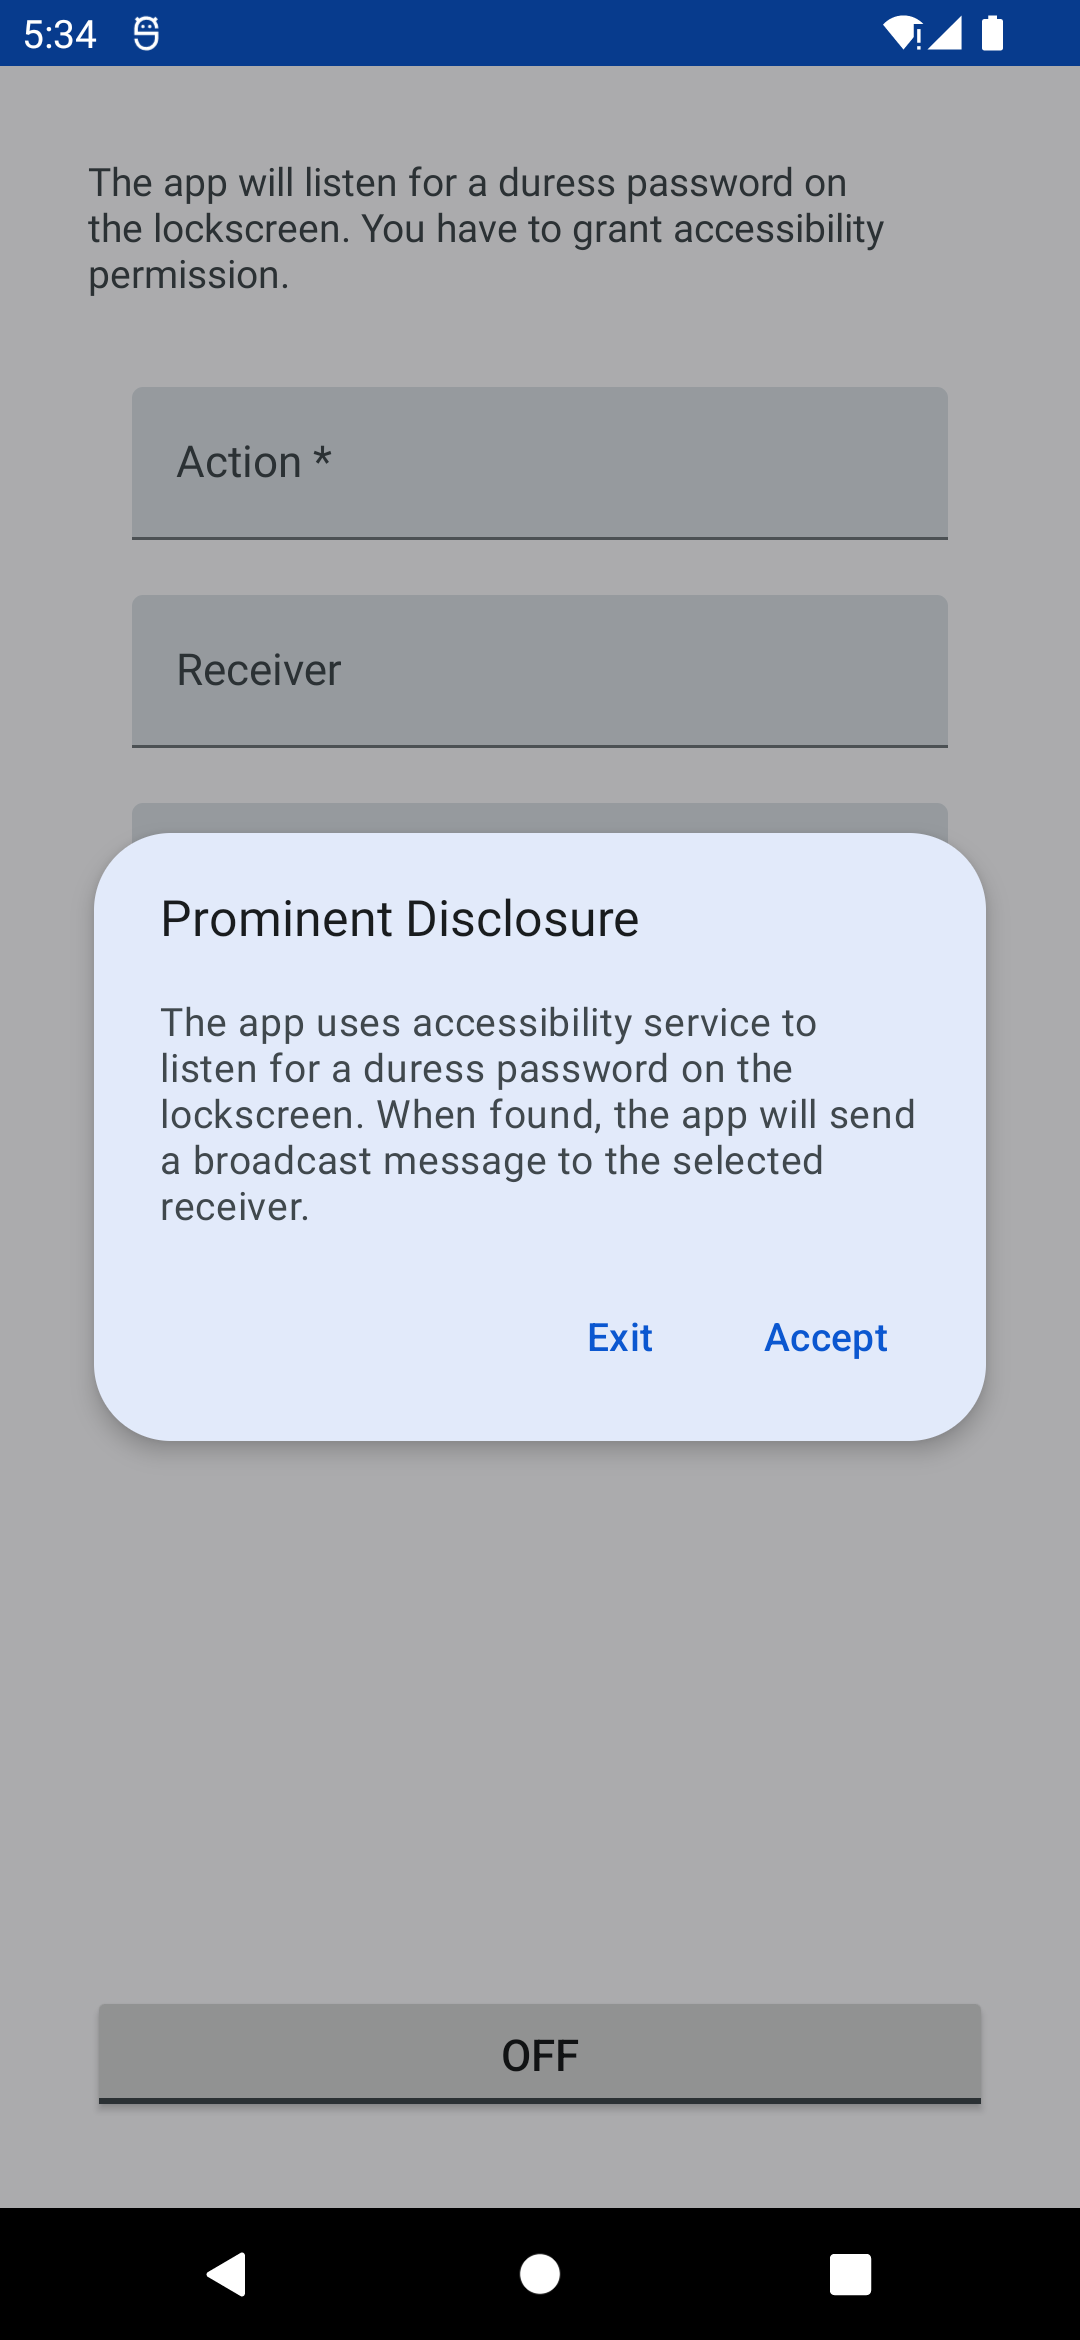 5:34
The app will listen for a duress password on
the lockscreen. You have to grant accessibility
permission.
Action *
Receiver
Prominent Disclosure
The app uses accessibility service to
listen for a duress password on the
lockscreen. When found, the app will send
a broadcast message to the selected
receiver.
Exit Accept
OFF